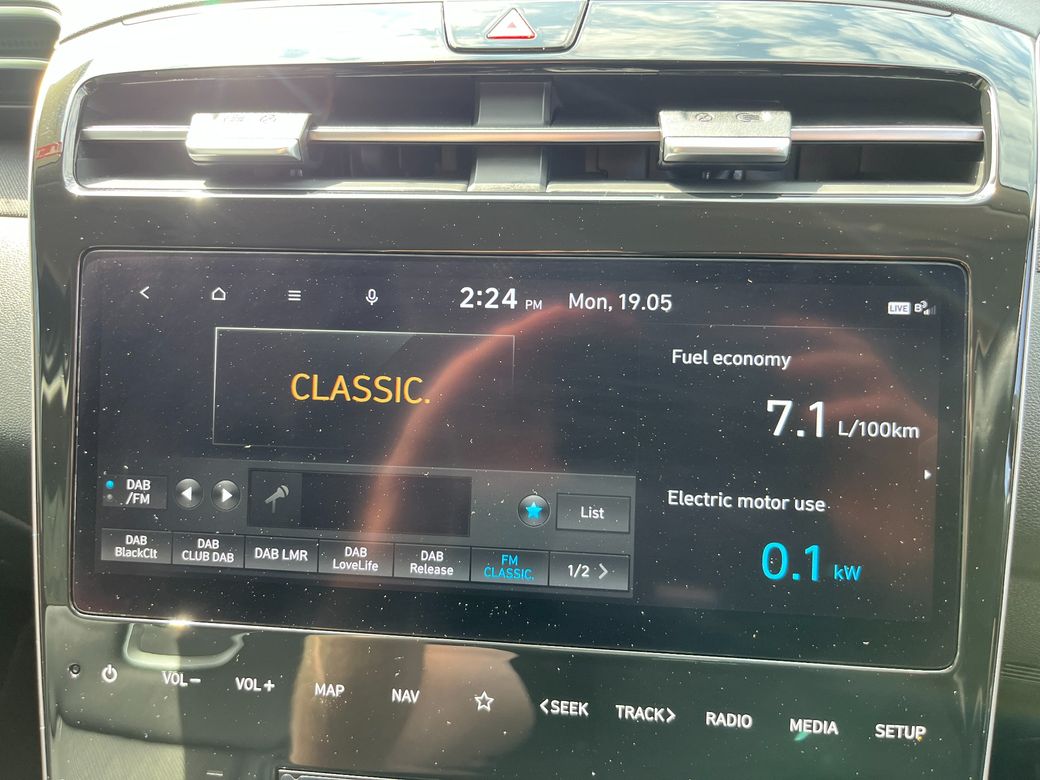 2:24 PM Mon, 19.05
LIVE B
CLASSIC.
Fuel economy
7.1 L/100km
DAB
/FM
List
Electric motor use
0.1 kW
DAB
BlackClt
DAB
CLUB DAB
DAB LMR
DAB
LoveLife
DAB
Release
FM
CLASSIC.
1/2
VOL−
VOL+
MAP
NAV
<SEEK
TRACK>
RADIO
MEDIA
SETUP